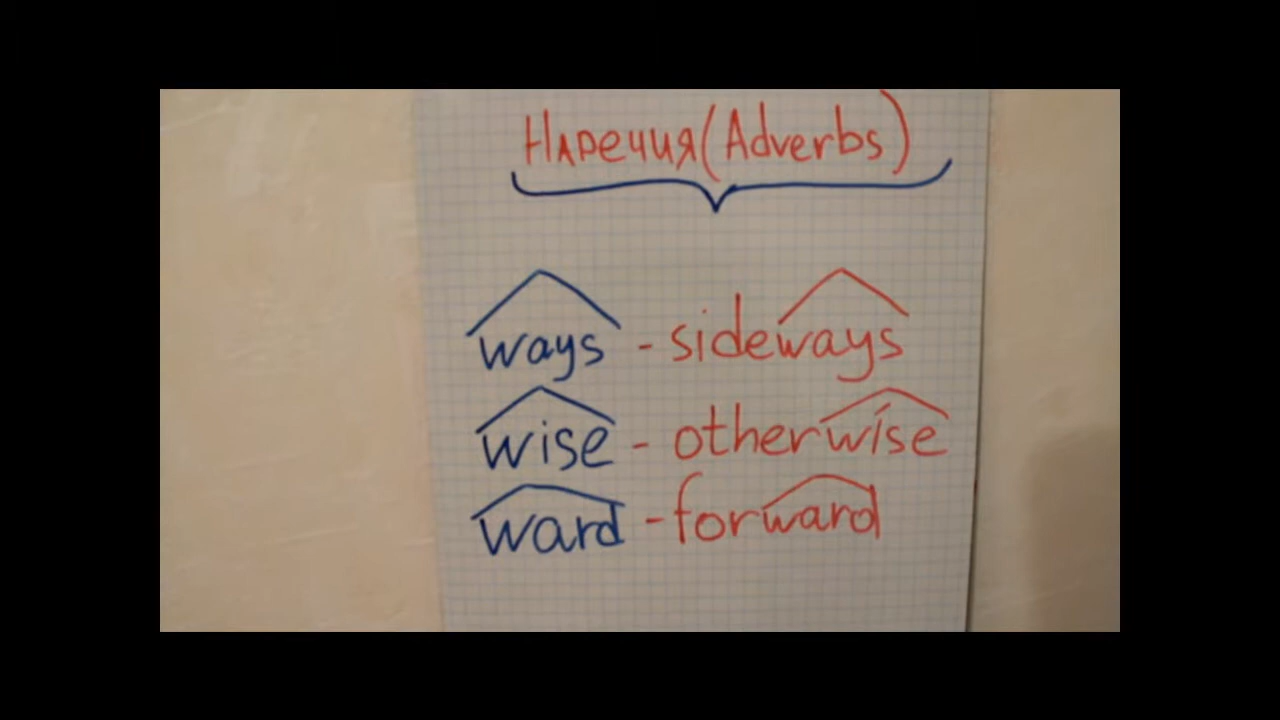 Наречия(Adverbs)
ways - sideways
wise - otherwise
ward - forward